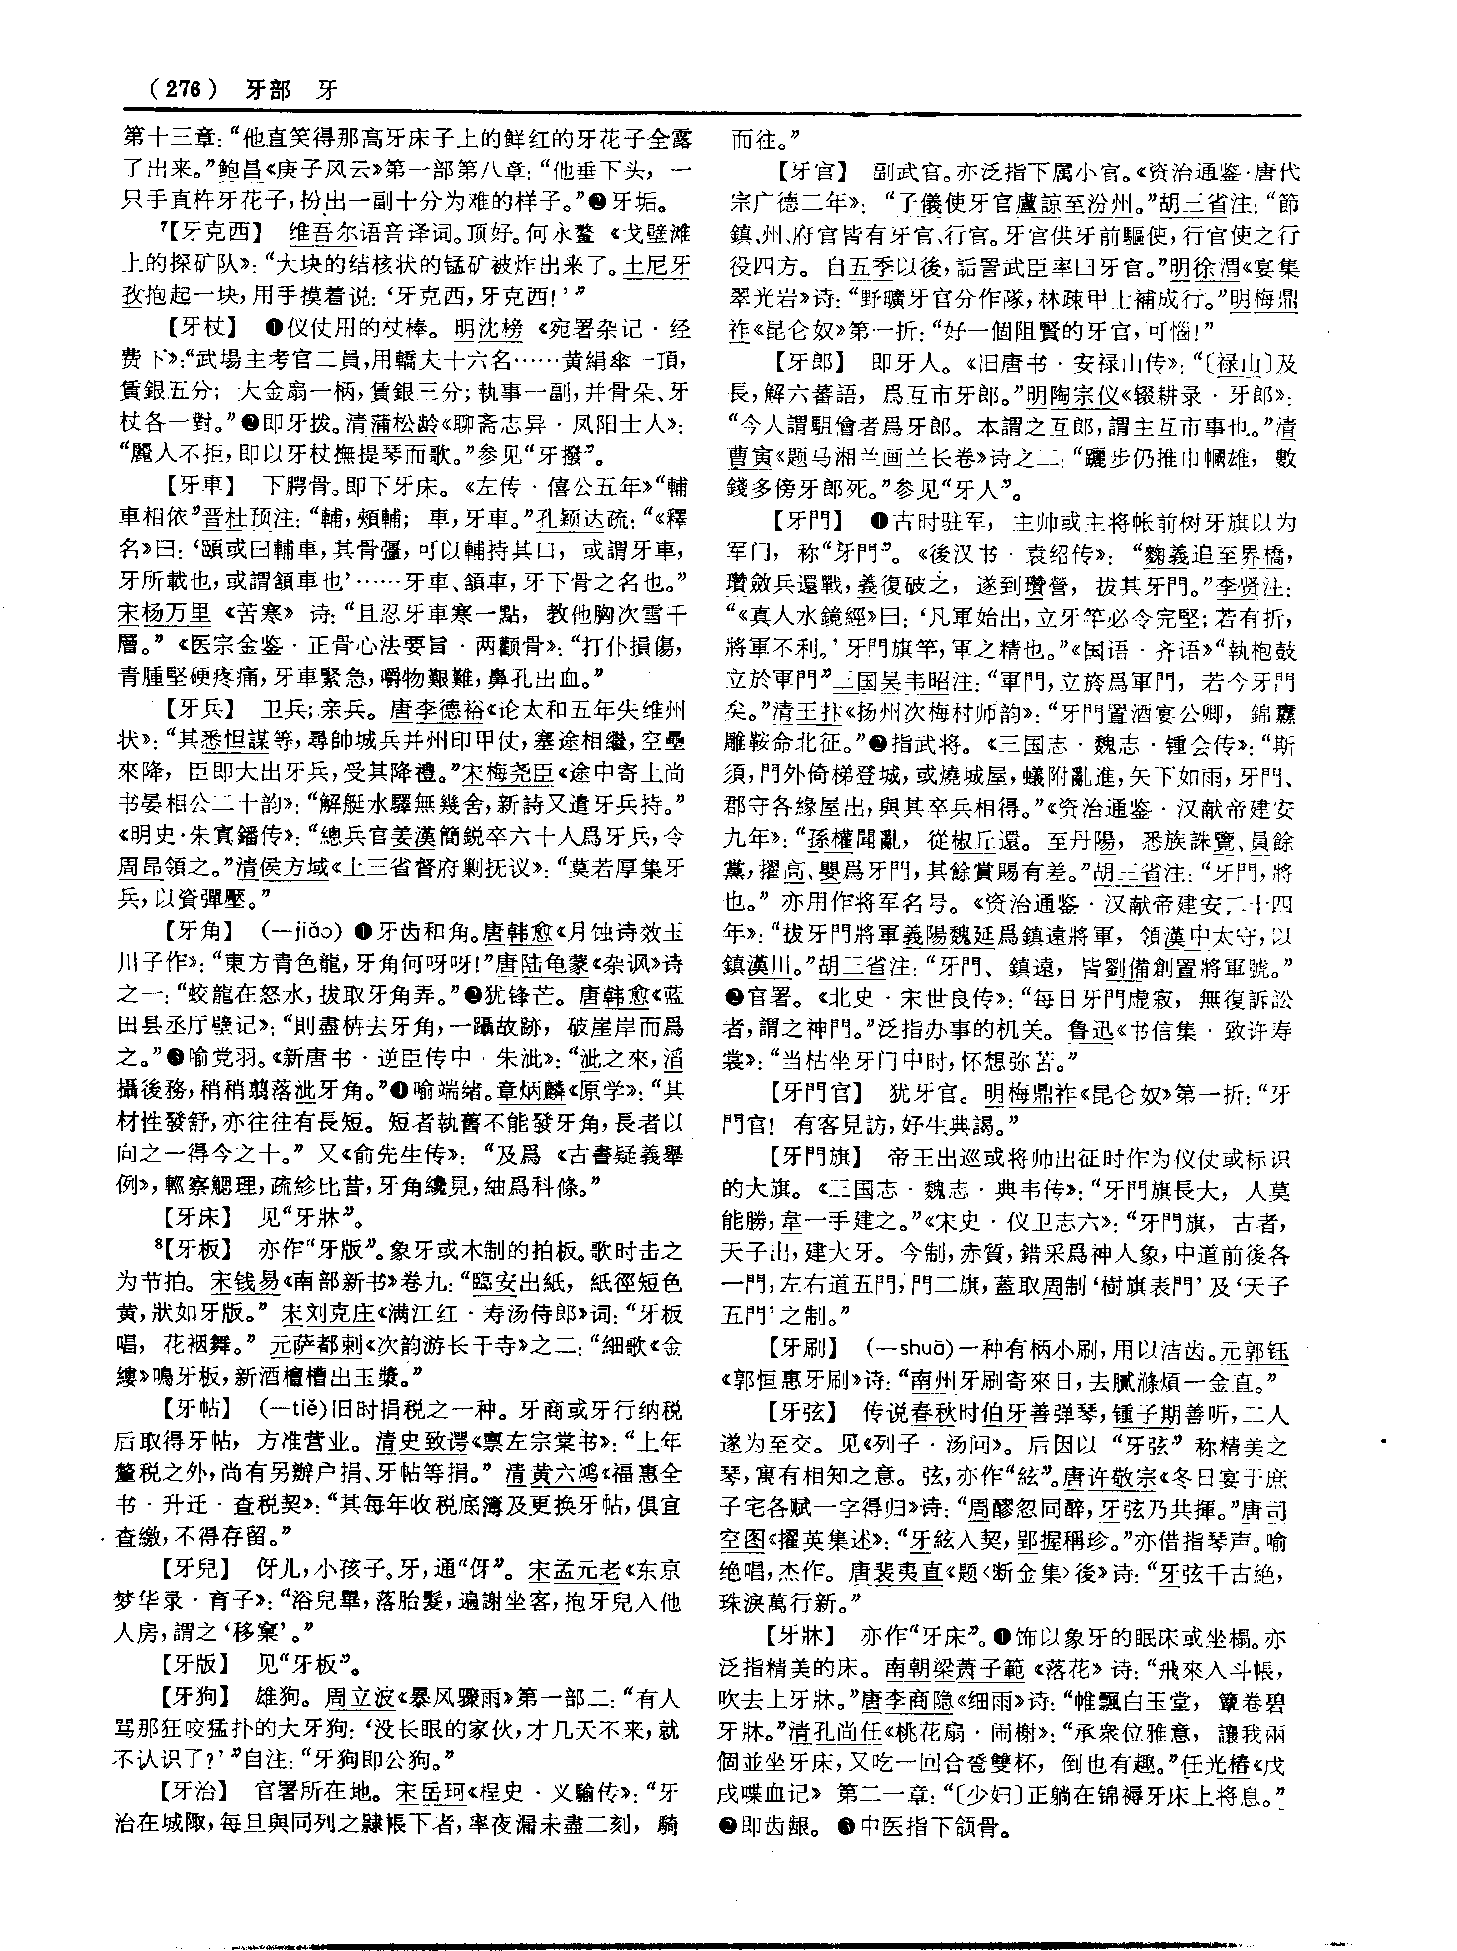 （276） 牙部 牙
第十三章：“他直笑得那高牙床子上的鲜红的牙花子全露
了出来。”鲍昌《庚子风云》第一部第八章：“他垂下头，一
只手直杵牙花子，扮出一副十分为难的样子。”❷牙垢。
7【牙克西】 维吾尔语音译词。顶好。何永鳌《戈壁滩
上的探矿队》：“大块的结核状的锰矿被炸出来了。土尼牙
孜抱起一块，用手摸着说：‘牙克西，牙克西！’”
【牙杖】 ❶仪仗用的杖棒。明沈榜《宛署杂记·经
费下》：“武場主考官二員，用轎夫十六名……黄絹傘一頂，
賃銀五分； 大金扇一柄，賃銀三分；執事一副，并骨朵、牙
杖各一對。”❷即牙拨。清蒲松龄《聊斋志异·凤阳士人》：
“麗人不拒，即以牙杖撫提琴而歌。”参见“牙撥”。
【牙車】 下腭骨。即下牙床。《左传·僖公五年》“輔
車相依”晋杜预注：“輔，頰輔； 車，牙車。”孔颖达疏：“《釋
名》曰：‘頤或曰輔車，其骨彊，可以輔持其口，或謂牙車，
牙所載也，或謂頷車也’……牙車、頷車，牙下骨之名也。”
宋杨万里《苦寒》诗：“且忍牙車寒一點，教他胸次雪千
層。”《医宗金鉴·正骨心法要旨·两颧骨》：“打仆損傷，
青腫堅硬疼痛，牙車緊急，嚼物艱難，鼻孔出血。”
【牙兵】 卫兵；亲兵。唐李德裕《论太和五年失维州
状》：“其悉怛謀等，尋帥城兵并州印甲仗，塞途相繼，空壘
來降，臣即大出牙兵，受其降禮。”宋梅尧臣《途中寄上尚
书晏相公二十韵》：“解艇水驛無幾舍，新詩又遣牙兵持。”
《明史·朱寘鐇传》：“總兵官姜漢簡鋭卒六十人爲牙兵，令
周昂領之。”清侯方域《上三省督府剿抚议》：“莫若厚集牙
兵，以資彈壓。”
【牙角】 （—jiǎo）❶牙齿和角。唐韩愈《月蚀诗效玉
川子作》：“東方青色龍，牙角何呀呀！”唐陆龟蒙《杂讽》诗
之一：“蛟龍在怒水，拔取牙角弄。”❷犹锋芒。唐韩愈《蓝
田县丞厅壁记》：“則盡枿去牙角，一躡故跡，破崖岸而爲
之。”❸喻党羽。《新唐书·逆臣传中·朱泚》：“泚之來，滔
攝後務，稍稍翦落泚牙角。”❹喻端绪。章炳麟《原学》：“其
材性發舒，亦往往有長短。短者執舊不能發牙角，長者以
向之一得今之十。”又《俞先生传》：“及爲《古書疑義舉
例》，輒察䚡理，疏紾比昔，牙角纔見，紬爲科條。”
【牙床】 见“牙牀”。
8【牙板】 亦作“牙版”。象牙或木制的拍板。歌时击之
为节拍。宋钱易《南部新书》卷九：“臨安出紙，紙徑短色
黄，狀如牙版。”宋刘克庄《满江红·寿汤侍郎》词：“牙板
唱，花裀舞。”元萨都剌《次韵游长干寺》之二：“細歌《金
縷》鳴牙板，新酒檀槽出玉漿。”
【牙帖】 （—tiě）旧时捐税之一种。牙商或牙行纳税
后取得牙帖，方准营业。清史致谔《禀左宗棠书》：“上年
釐税之外，尚有另辦户捐、牙帖等捐。”清黄六鸿《福惠全
书·升迁·查税契》：“其每年收税底簿及更换牙帖，俱宜
查繳，不得存留。”
【牙兒】 伢儿，小孩子。牙，通“伢”。宋孟元老《东京
梦华录·育子》：“浴兒畢，落胎髮，遍謝坐客，抱牙兒入他
人房，謂之‘移窠’。”
【牙版】 见“牙板”。
【牙狗】 雄狗。周立波《暴风骤雨》第一部二：“有人
骂那狂咬猛扑的大牙狗：‘没长眼的家伙，才几天不来，就
不认识了？’”自注：“牙狗即公狗。”
【牙治】 官署所在地。宋岳珂《桯史·义騟传》：“牙
治在城陬，每旦與同列之隸帳下者，率夜漏未盡二刻，騎
而往。”
【牙官】 副武官。亦泛指下属小官。《资治通鉴·唐代
宗广德二年》：“子儀使牙官盧諒至汾州。”胡三省注：“節
鎮、州、府官皆有牙官、行官。牙官供牙前驅使，行官使之行
役四方。自五季以後，詬詈武臣率曰牙官。”明徐渭《宴集
翠光岩》诗：“野曠牙官分作隊，林疎甲士補成行。”明梅鼎
祚《昆仑奴》第一折：“好一個阻賢的牙官，可惱！”
【牙郎】 即牙人。《旧唐书·安禄山传》：“〔禄山〕及
長，解六蕃語，爲互市牙郎。”明陶宗仪《辍耕录·牙郎》：
“今人謂駔儈者爲牙郎。本謂之互郎，謂主互市事也。”清
曹寅《题马湘兰画兰长卷》诗之二：“躧步仍推巾幗雄，數
錢多傍牙郎死。”参见“牙人”。
【牙門】 ❶古时驻军，主帅或主将帐前树牙旗以为
军门，称“牙門”。《後汉书·袁绍传》：“麴義追至界橋，
瓚斂兵還戰，義復破之，遂到瓚營，拔其牙門。”李贤注：
“《真人水鏡經》曰：‘凡軍始出，立牙竿必令完堅；若有折，
將軍不利。’牙門旗竿，軍之精也。”《国语·齐语》“執枹鼓
立於軍門”三国吴韦昭注：“軍門，立旍爲軍門，若今牙門
矣。”清王扑《扬州次梅村师韵》：“牙門置酒宴公卿，錦韉
雕鞍命北征。”❷指武将。《三国志·魏志·锺会传》：“斯
須，門外倚梯登城，或燒城屋，蟻附亂進，矢下如雨，牙門、
郡守各緣屋出，與其卒兵相得。”《资治通鉴·汉献帝建安
九年》：“孫權聞亂，從椒丘還。至丹陽，悉族誅覽、員餘
黨，擢高、嬰爲牙門，其餘賞賜有差。”胡三省注：“牙門，將
也。”亦用作将军名号。《资治通鉴·汉献帝建安二十四
年》：“拔牙門將軍義陽魏延爲鎮遠將軍，領漢中太守，以
鎮漢川。”胡三省注：“牙門、鎮遠，皆劉備創置將軍號。”
❷官署。《北史·宋世良传》：“每日牙門虚寂，無復訴訟
者，謂之神門。”泛指办事的机关。鲁迅《书信集·致许寿
裳》：“当枯坐牙门中时，怀想弥苦。”
【牙門官】 犹牙官。明梅鼎祚《昆仑奴》第一折：“牙
門官！有客見訪，好生典謁。”
【牙門旗】 帝王出巡或将帅出征时作为仪仗或标识
的大旗。《三国志·魏志·典韦传》：“牙門旗長大，人莫
能勝，韋一手建之。”《宋史·仪卫志六》：“牙門旗，古者，
天子出，建大牙。今制，赤質，錯采爲神人象，中道前後各
一門，左右道五門，門二旗，蓋取周制‘樹旗表門’及‘天子
五門’之制。”
【牙刷】 （—shuā）一种有柄小刷，用以洁齿。元郭钰
《郭恒惠牙刷》诗：“南州牙刷寄來日，去膩滌煩一金直。”
【牙弦】 传说春秋时伯牙善弹琴，锺子期善听，二人
遂为至交。见《列子·汤问》。后因以“牙弦”称精美之
琴，寓有相知之意。弦，亦作“絃”。唐许敬宗《冬日宴于庶
子宅各赋一字得归》诗：“周醪忽同醉，牙弦乃共揮。”唐司
空图《擢英集述》：“牙絃入契，郢握稱珍。”亦借指琴声。喻
绝唱，杰作。唐裴夷直《题〈断金集〉後》诗：“牙弦千古絶，
珠淚萬行新。”
【牙牀】 亦作“牙床”。❶饰以象牙的眠床或坐榻。亦
泛指精美的床。南朝梁萧子範《落花》诗：“飛來入斗帳，
吹去上牙牀。”唐李商隐《细雨》诗：“帷飄白玉堂，簟卷碧
牙牀。”清孔尚任《桃花扇·闹榭》：“承衆位雅意，讓我兩
個並坐牙床，又吃一回合卺雙杯，倒也有趣。”任光椿《戊
戌喋血记》第二一章：“〔少妇〕正躺在锦褥牙床上将息。”
❷即齿龈。❸中医指下颌骨。